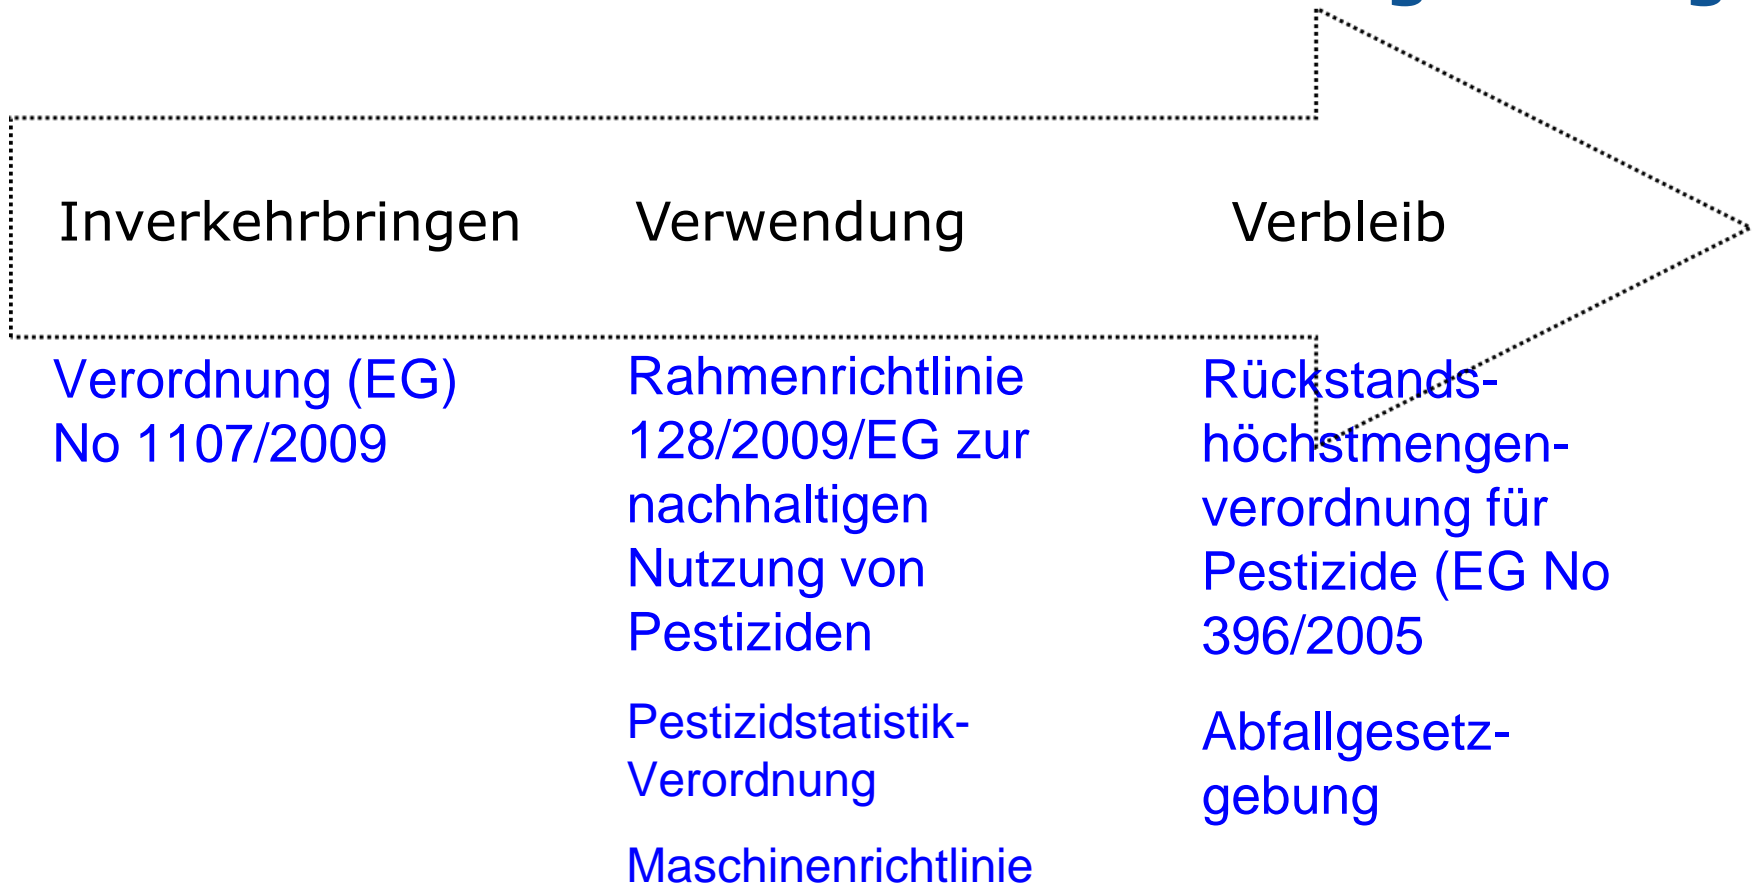 Inverkehrbringen
Verwendung
Verbleib
Verordnung (EG)
No 1107/2009
Rahmenrichtlinie
128/2009/EG zur
nachhaltigen
Nutzung von
Pestiziden
Pestizidstatistik-
Verordnung
Maschinenrichtlinie
Rückstands-
höchstmengen-
verordnung für
Pestizide (EG No
396/2005
Abfallgesetz-
gebung